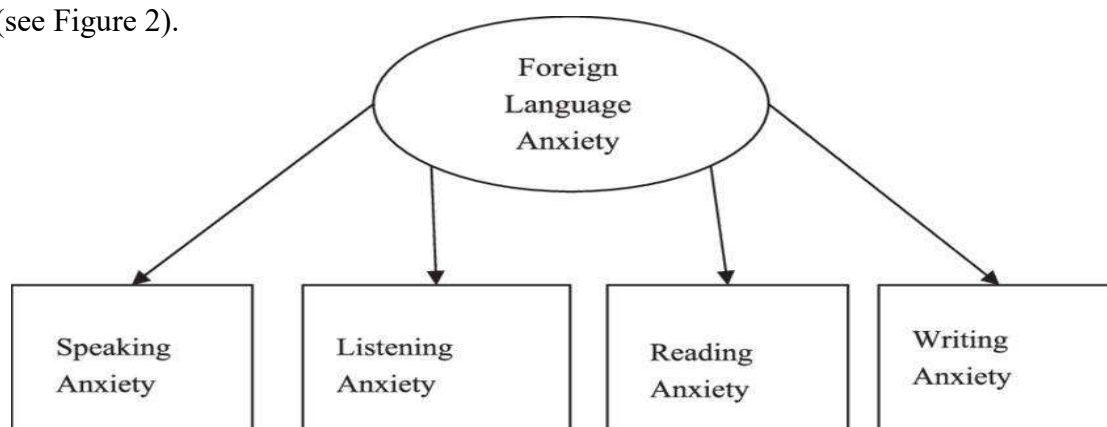 (see Figure 2).
Foreign
Language
Anxiety
Speaking
Anxiety
Listening
Anxiety
Reading
Anxiety
Writing
Anxiety